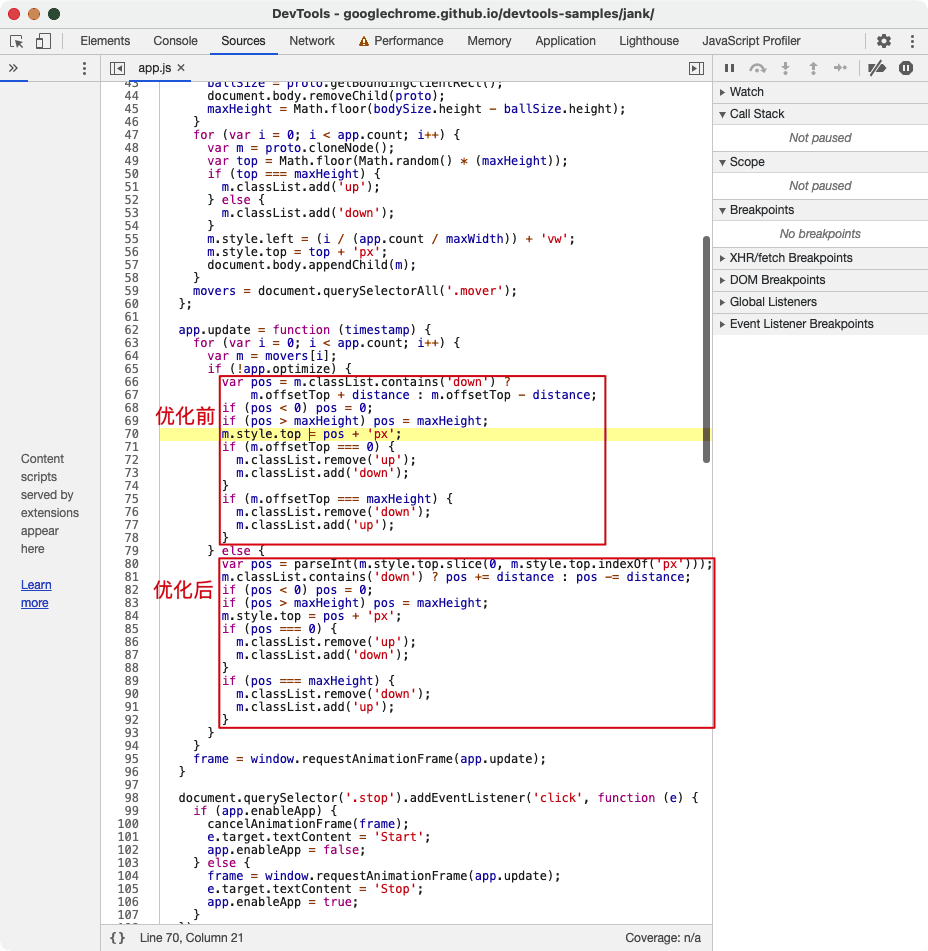 DevTools - googlechrome.github.io/devtools-samples/jank/
Elements Console Sources Network Performance Memory Application Lighthouse JavaScript Profiler
» app.js ×
Content
scripts
served by
extensions
appear
here
Learn
more
43 ballSize = proto.getBoundingClientRect();
44 document.body.removeChild(proto);
45 maxHeight = Math.floor(bodySize.height - ballSize.height);
46 }
47 for (var i = 0; i < app.count; i++) {
48 var m = proto.cloneNode();
49 var top = Math.floor(Math.random() * (maxHeight));
50 if (top === maxHeight) {
51 m.classList.add('up');
52 } else {
53 m.classList.add('down');
54 }
55 m.style.left = (i / (app.count / maxWidth)) + 'vw';
56 m.style.top = top + 'px';
57 document.body.appendChild(m);
58 }
59 movers = document.querySelectorAll('.mover');
60 };
61
62 app.update = function (timestamp) {
63 for (var i = 0; i < app.count; i++) {
64 var m = movers[i];
65 if (!app.optimize) {
66 var pos = m.classList.contains('down') ?
67 m.offsetTop + distance : m.offsetTop - distance;
68 if (pos < 0) pos = 0;
优化前
69 if (pos > maxHeight) pos = maxHeight;
70 m.style.top = pos + 'px';
71 if (m.offsetTop === 0) {
72 m.classList.remove('up');
73 m.classList.add('down');
74 }
75 if (m.offsetTop === maxHeight) {
76 m.classList.remove('down');
77 m.classList.add('up');
78 }
79 } else {
80 var pos = parseInt(m.style.top.slice(0, m.style.top.indexOf('px')));
81 m.classList.contains('down') ? pos += distance : pos -= distance;
82 if (pos < 0) pos = 0;
优化后
83 if (pos > maxHeight) pos = maxHeight;
84 m.style.top = pos + 'px';
85 if (pos === 0) {
86 m.classList.remove('up');
87 m.classList.add('down');
88 }
89 if (pos === maxHeight) {
90 m.classList.remove('down');
91 m.classList.add('up');
92 }
93 }
94 }
95 frame = window.requestAnimationFrame(app.update);
96 }
97
98 document.querySelector('.stop').addEventListener('click', function (e) {
99 if (app.enableApp) {
100 cancelAnimationFrame(frame);
101 e.target.textContent = 'Start';
102 app.enableApp = false;
103 } else {
104 frame = window.requestAnimationFrame(app.update);
105 e.target.textContent = 'Stop';
106 app.enableApp = true;
107 }
{} Line 70, Column 21 Coverage: n/a
Watch
Call Stack
Not paused
Scope
Not paused
Breakpoints
No breakpoints
XHR/fetch Breakpoints
DOM Breakpoints
Global Listeners
Event Listener Breakpoints